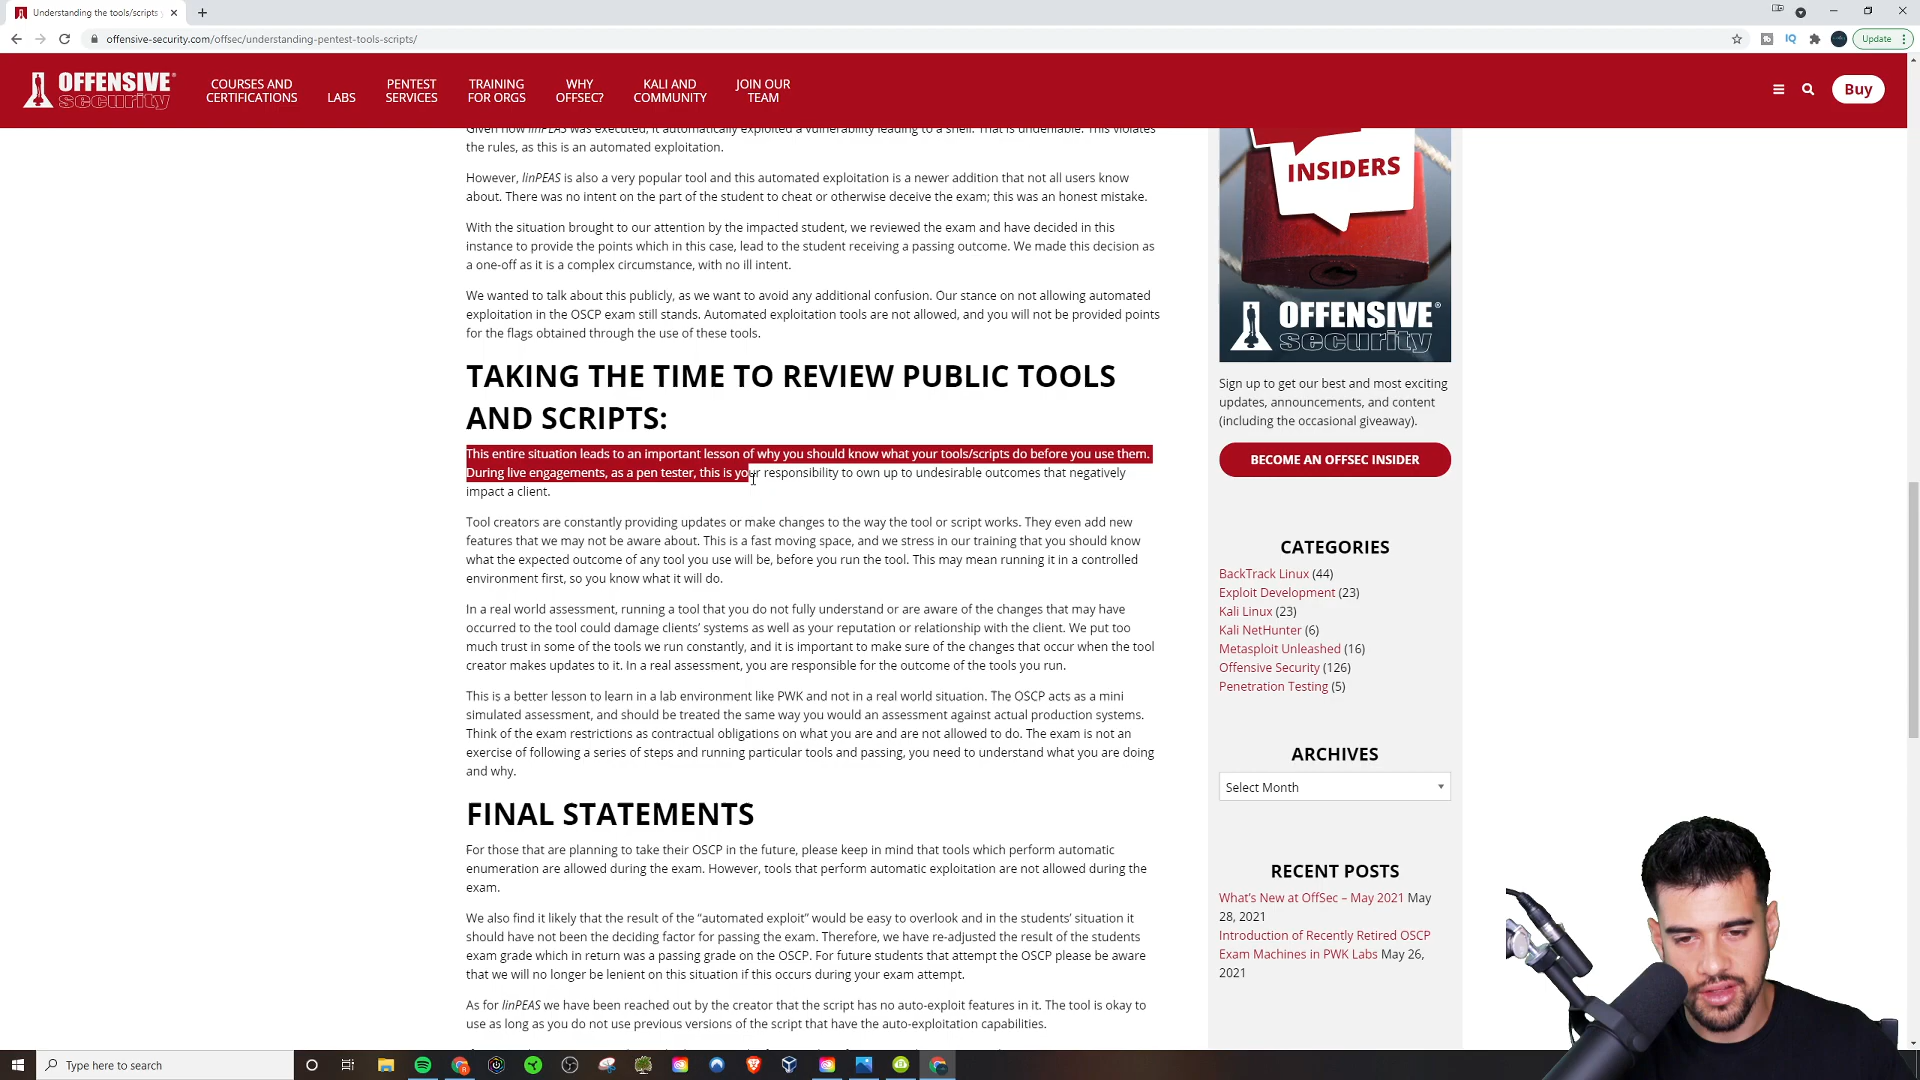 Understanding the tools/scripts
offensive-security.com/offsec/understanding-pentest-tools-scripts/
IQ
Update
OFFENSIVE
security
COURSES AND
CERTIFICATIONS
LABS
PENTEST
SERVICES
TRAINING
FOR ORGS
WHY
OFFSEC?
KALI AND
COMMUNITY
JOIN OUR
TEAM
Buy
Given how linPEAS was executed, it automatically exploited a vulnerability leading to a shell. That is undeniable. This violates
the rules, as this is an automated exploitation.
However, linPEAS is also a very popular tool and this automated exploitation is a newer addition that not all users know
about. There was no intent on the part of the student to cheat or otherwise deceive the exam; this was an honest mistake.
With the situation brought to our attention by the impacted student, we reviewed the exam and have decided in this
instance to provide the points which in this case, lead to the student receiving a passing outcome. We made this decision as
a one-off as it is a complex circumstance, with no ill intent.
We wanted to talk about this publicly, as we want to avoid any additional confusion. Our stance on not allowing automated
exploitation in the OSCP exam still stands. Automated exploitation tools are not allowed, and you will not be provided points
for the flags obtained through the use of these tools.
TAKING THE TIME TO REVIEW PUBLIC TOOLS
AND SCRIPTS:
This entire situation leads to an important lesson of why you should know what your tools/scripts do before you use them.
During live engagements, as a pen tester, this is your responsibility to own up to undesirable outcomes that negatively
impact a client.
Tool creators are constantly providing updates or make changes to the way the tool or script works. They even add new
features that we may not be aware about. This is a fast moving space, and we stress in our training that you should know
what the expected outcome of any tool you use will be, before you run the tool. This may mean running it in a controlled
environment first, so you know what it will do.
In a real world assessment, running a tool that you do not fully understand or are aware of the changes that may have
occurred to the tool could damage clients’ systems as well as your reputation or relationship with the client. We put too
much trust in some of the tools we run constantly, and it is important to make sure of the changes that occur when the tool
creator makes updates to it. In a real assessment, you are responsible for the outcome of the tools you run.
This is a better lesson to learn in a lab environment like PWK and not in a real world situation. The OSCP acts as a mini
simulated assessment, and should be treated the same way you would an assessment against actual production systems.
Think of the exam restrictions as contractual obligations on what you are and are not allowed to do. The exam is not an
exercise of following a series of steps and running particular tools and passing, you need to understand what you are doing
and why.
FINAL STATEMENTS
For those that are planning to take their OSCP in the future, please keep in mind that tools which perform automatic
enumeration are allowed during the exam. However, tools that perform automatic exploitation are not allowed during the
exam.
We also find it likely that the result of the “automated exploit” would be easy to overlook and in the students’ situation it
should have not been the deciding factor for passing the exam. Therefore, we have re-adjusted the result of the students
exam grade which in return was a passing grade on the OSCP. For future students that attempt the OSCP please be aware
that we will no longer be lenient on this situation if this occurs during your exam attempt.
As for linPEAS we have been reached out by the creator that the script has no auto-exploit features in it. The tool is okay to
use as long as you do not use previous versions of the script that have the auto-exploitation capabilities.
INSIDERS
OFFENSIVE
security
Sign up to get our best and most exciting
updates, announcements, and content
(including the occasional giveaway).
BECOME AN OFFSEC INSIDER
CATEGORIES
BackTrack Linux (44)
Exploit Development (23)
Kali Linux (23)
Kali NetHunter (6)
Metasploit Unleashed (16)
Offensive Security (126)
Penetration Testing (5)
ARCHIVES
Select Month
RECENT POSTS
What’s New at OffSec – May 2021 May
28, 2021
Introduction of Recently Retired OSCP
Exam Machines in PWK Labs May 26,
2021
Type here to search